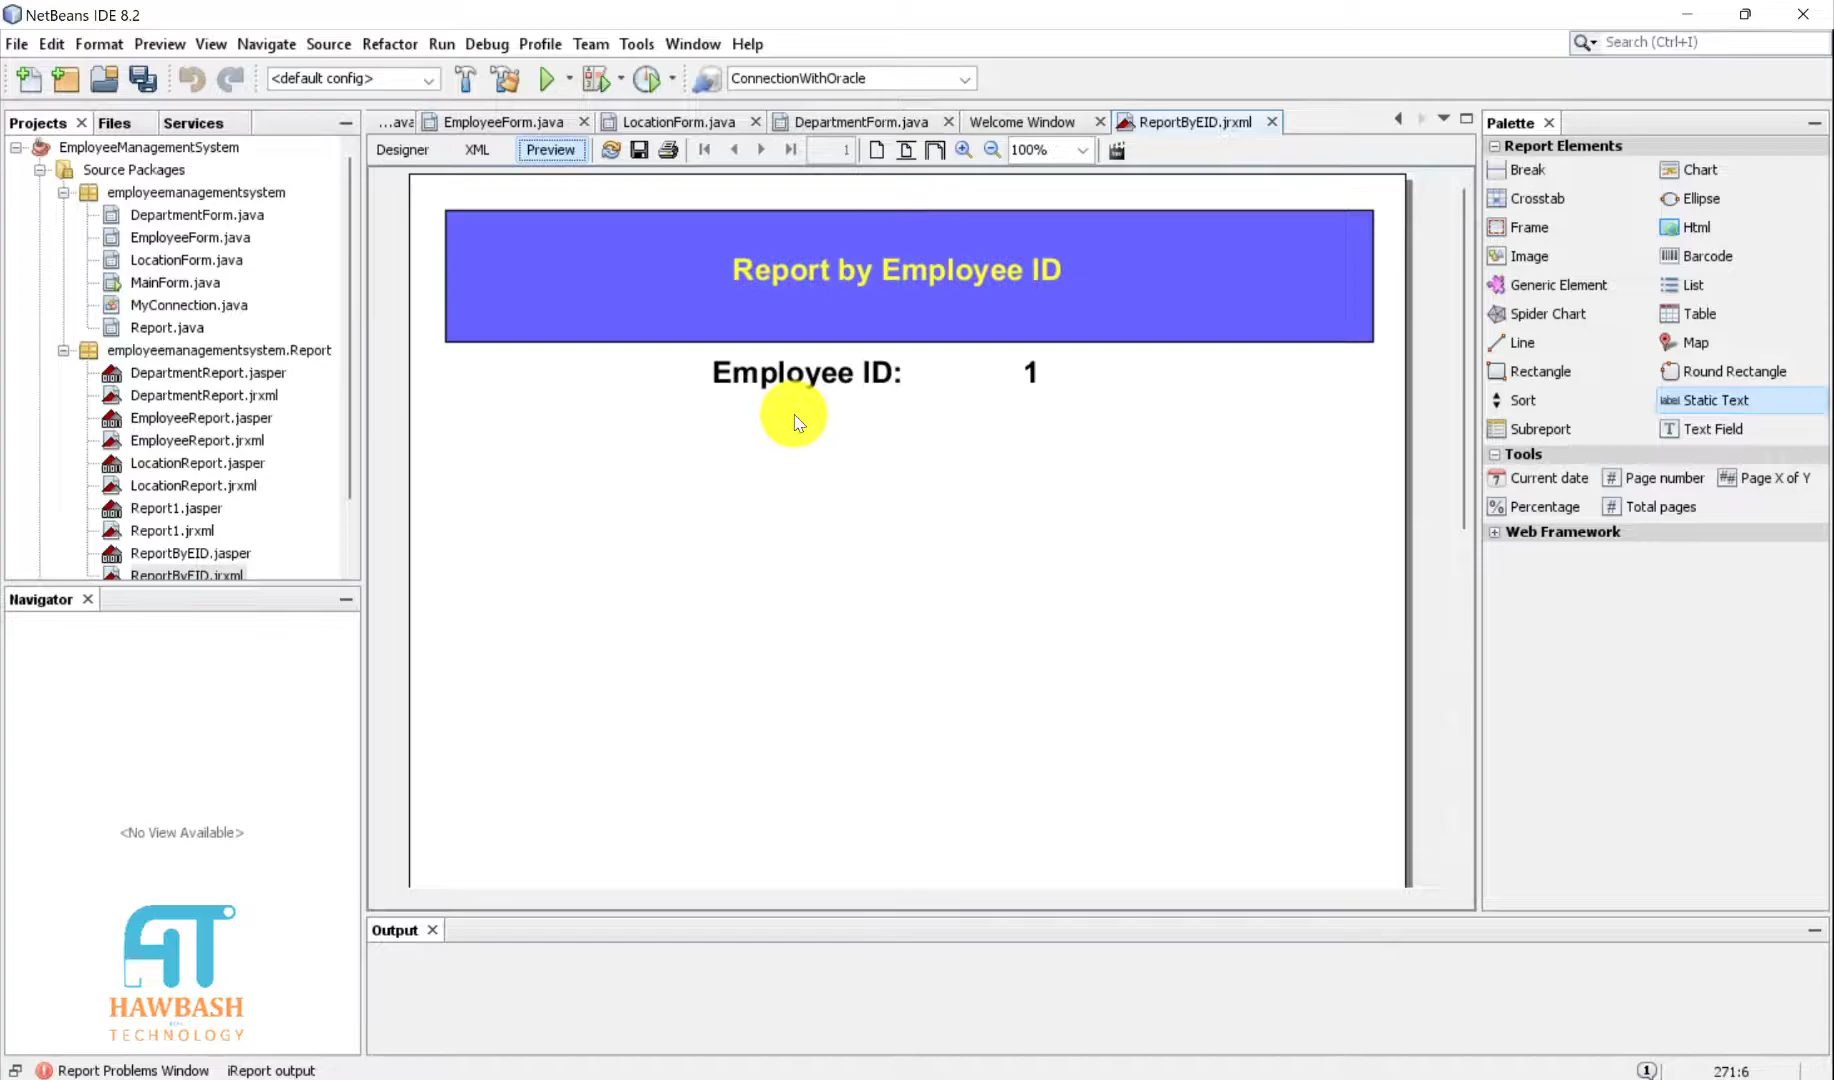 NetBeans IDE 8.2
File Edit Format Preview View Navigate Source Refactor Run Debug Profile Team Tools Window Help
Search (Ctrl+I)
<default config>
ConnectionWithOracle
Projects Files Services
EmployeeManagementSystem
Source Packages
employeemanagementsystem
DepartmentForm.java
EmployeeForm.java
LocationForm.java
MainForm.java
MyConnection.java
Report.java
employeemanagementsystem.Report
DepartmentReport.jasper
DepartmentReport.jrxml
EmployeeReport.jasper
EmployeeReport.jrxml
LocationReport.jasper
LocationReport.jrxml
Report1.jasper
Report1.jrxml
ReportByEID.jasper
ReportByEID.jrxml
Navigator
<No View Available>
HAWBASH
TECHNOLOGY
...ava EmployeeForm.java LocationForm.java DepartmentForm.java Welcome Window ReportByEID.jrxml
Designer XML Preview 1 100%
Report by Employee ID
Employee ID: 1
Output
Palette
Report Elements
Break Chart
Crosstab Ellipse
Frame Html
Image Barcode
Generic Element List
Spider Chart Table
Line Map
Rectangle Round Rectangle
Sort label Static Text
Subreport Text Field
Tools
Current date Page number Page X of Y
Percentage Total pages
Web Framework
Report Problems Window iReport output
1 271:6